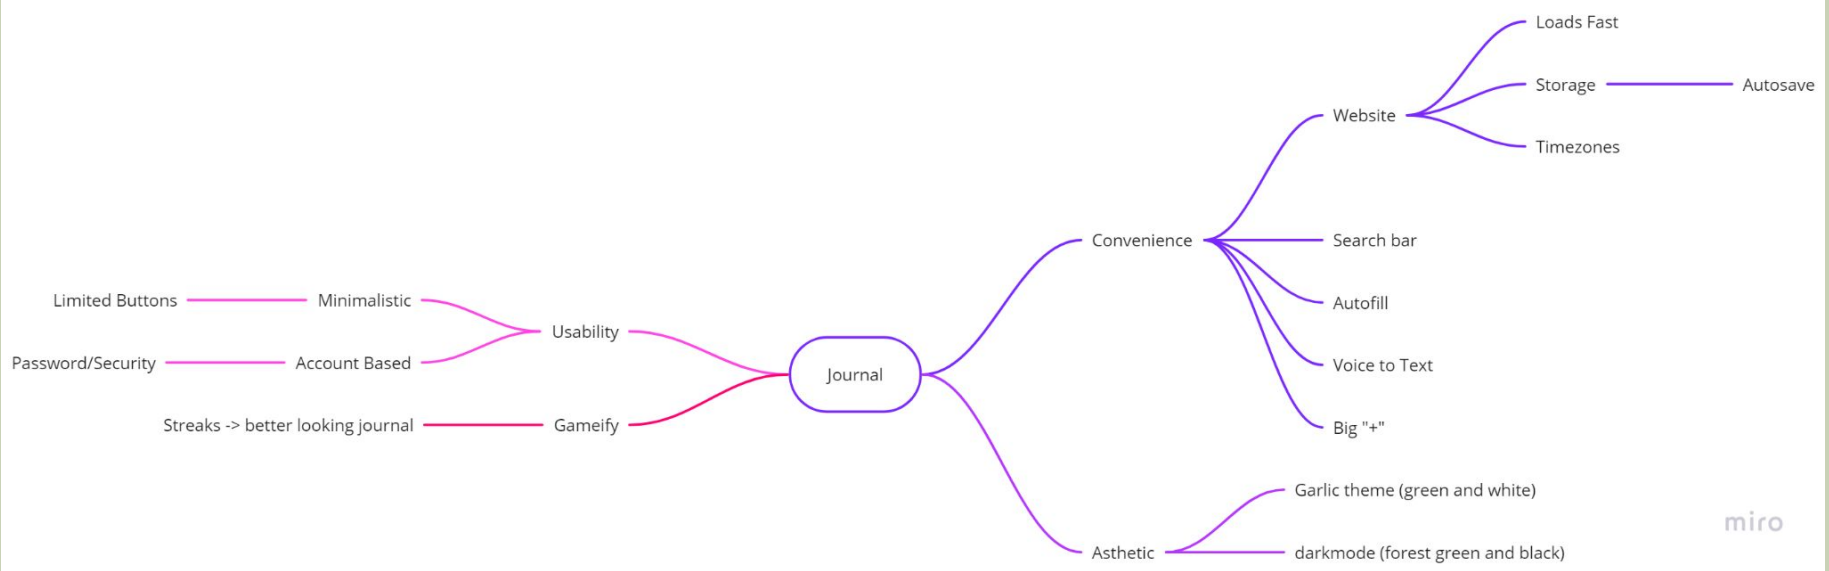 Loads Fast
Storage
Autosave
Website
Timezones
Convenience
Search bar
Autofill
Voice to Text
Big "+"
Limited Buttons
Minimalistic
Usability
Password/Security
Account Based
Journal
Streaks -> better looking journal
Gameify
Garlic theme (green and white)
Asthetic
darkmode (forest green and black)
miro